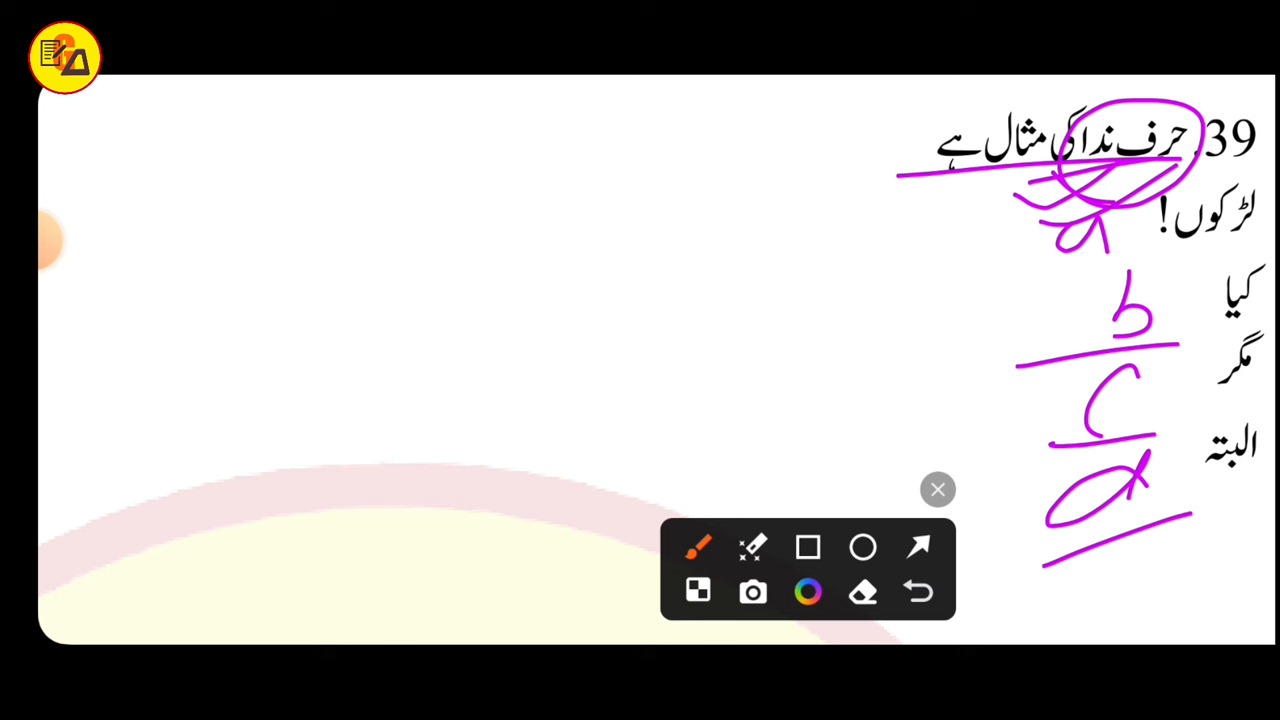 39. حرف ندا کی مثال ہے
لڑکوں!
a
کیا
b
مگر
c
البتہ
d